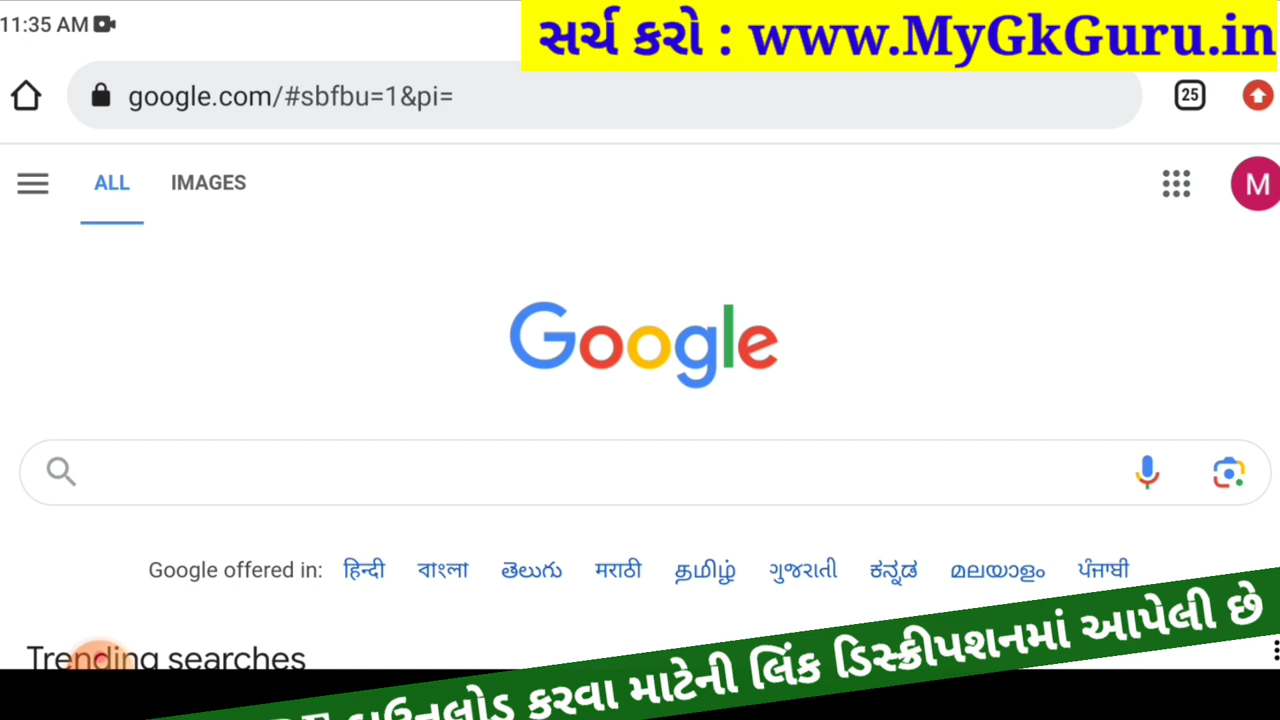 11:35 AM
સર્ચ કરો : www.MyGkGuru.in
google.com/#sbfbu=1&pi=
25
ALL IMAGES
M
Google
Google offered in: हिन्दी বাংলা తెలుగు मराठी தமிழ் ગુજરાતી ಕನ್ನಡ മലയാളം ਪੰਜਾਬੀ
Trending searches
કરવા માટેની લિંક ડિસ્ક્રીપશનમાં આપેલી છે